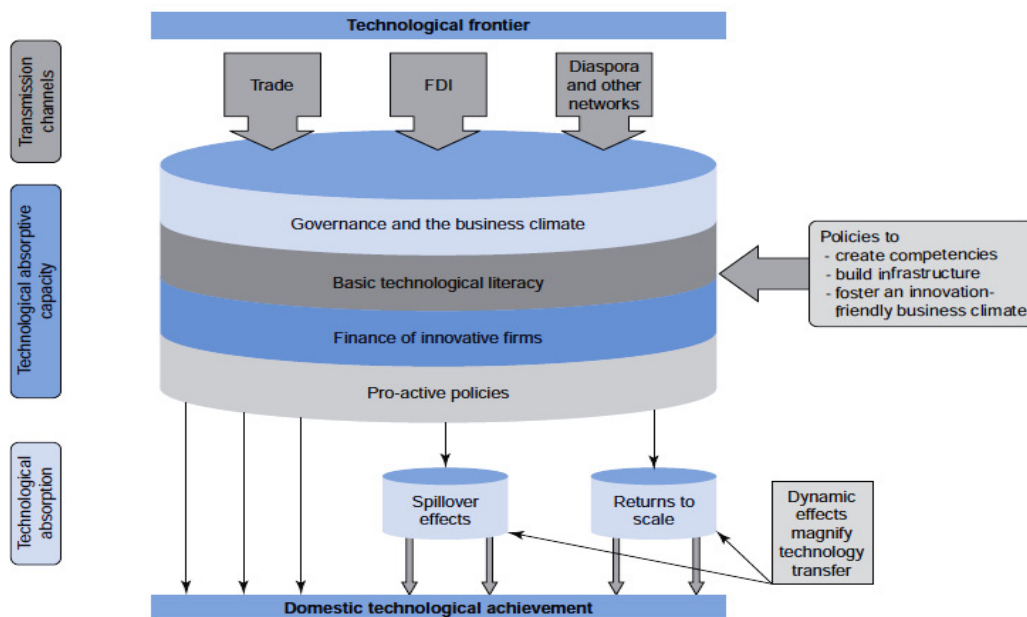 Technological frontier
Transmission
channels
Trade
FDI
Diaspora
and other
networks
Technological absorptive
capacity
Governance and the business climate
Basic technological literacy
Finance of innovative firms
Pro-active policies
Policies to
- create competencies
- build infrastructure
- foster an innovation-
friendly business climate
Technological
absorption
Spillover
effects
Returns to
scale
Dynamic
effects
magnify
technology
transfer
Domestic technological achievement